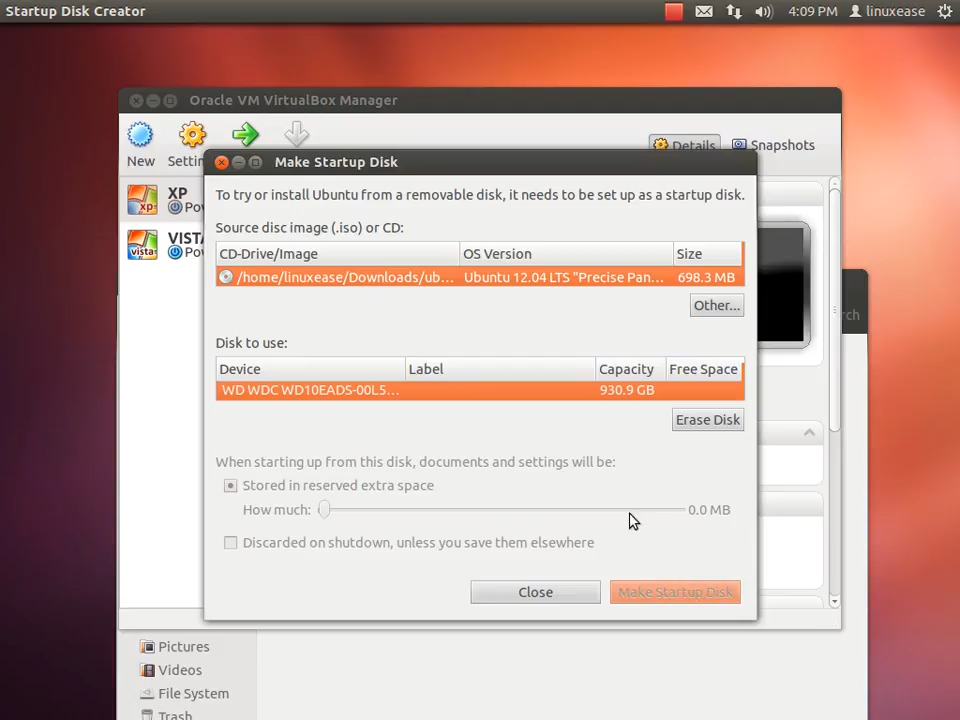 Startup Disk Creator
4:09 PM
linuxease
Oracle VM VirtualBox Manager
New
Details
Snapshots
Make Startup Disk
To try or install Ubuntu from a removable disk, it needs to be set up as a startup disk.
XP
xp
Source disc image (.iso) or CD:
VISTA
vista
CD-Drive/Image OS Version Size
/home/linuxease/Downloads/ub... Ubuntu 12.04 LTS "Precise Pan... 698.3 MB
Other...
Disk to use:
Device Label Capacity Free Space
WD WDC WD10EADS-00L5... 930.9 GB
Erase Disk
When starting up from this disk, documents and settings will be:
Stored in reserved extra space
How much: 0.0 MB
Discarded on shutdown, unless you save them elsewhere
Close
Make Startup Disk
Pictures
Videos
File System
Trash